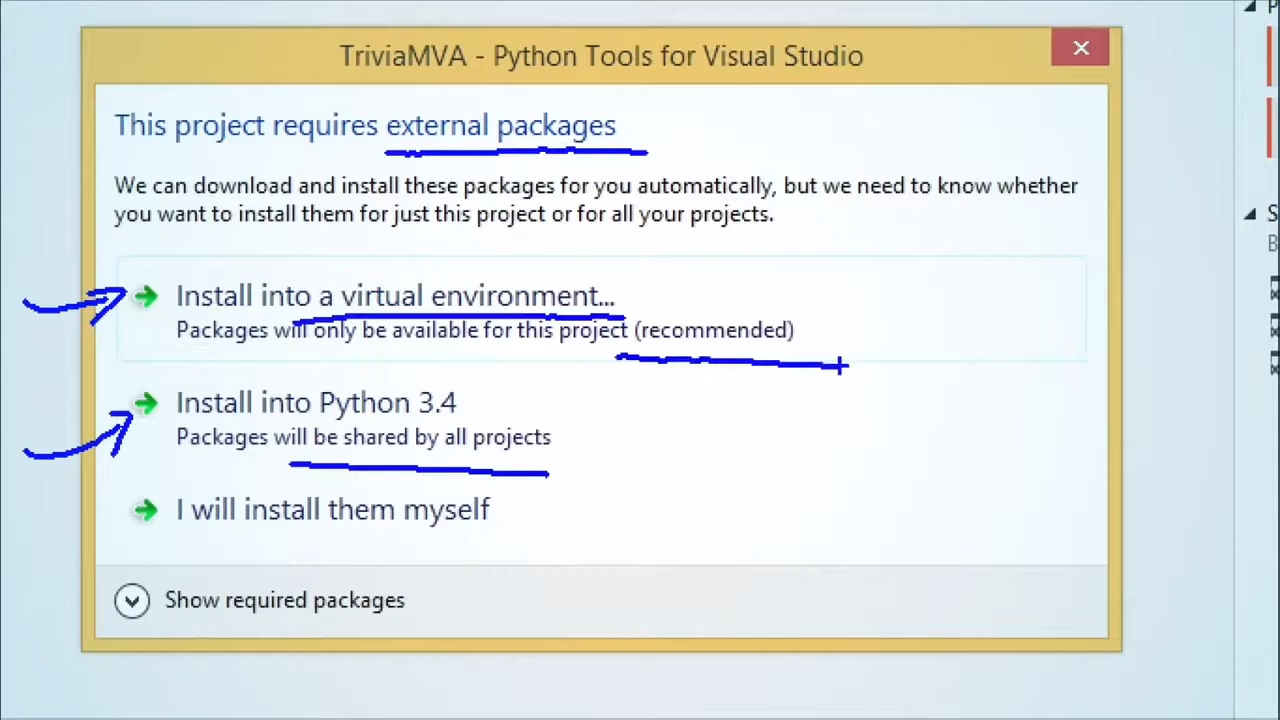 TriviaMVA - Python Tools for Visual Studio
This project requires external packages
We can download and install these packages for you automatically, but we need to know whether
you want to install them for just this project or for all your projects.
Install into a virtual environment...
Packages will only be available for this project (recommended)
Install into Python 3.4
Packages will be shared by all projects
I will install them myself
Show required packages